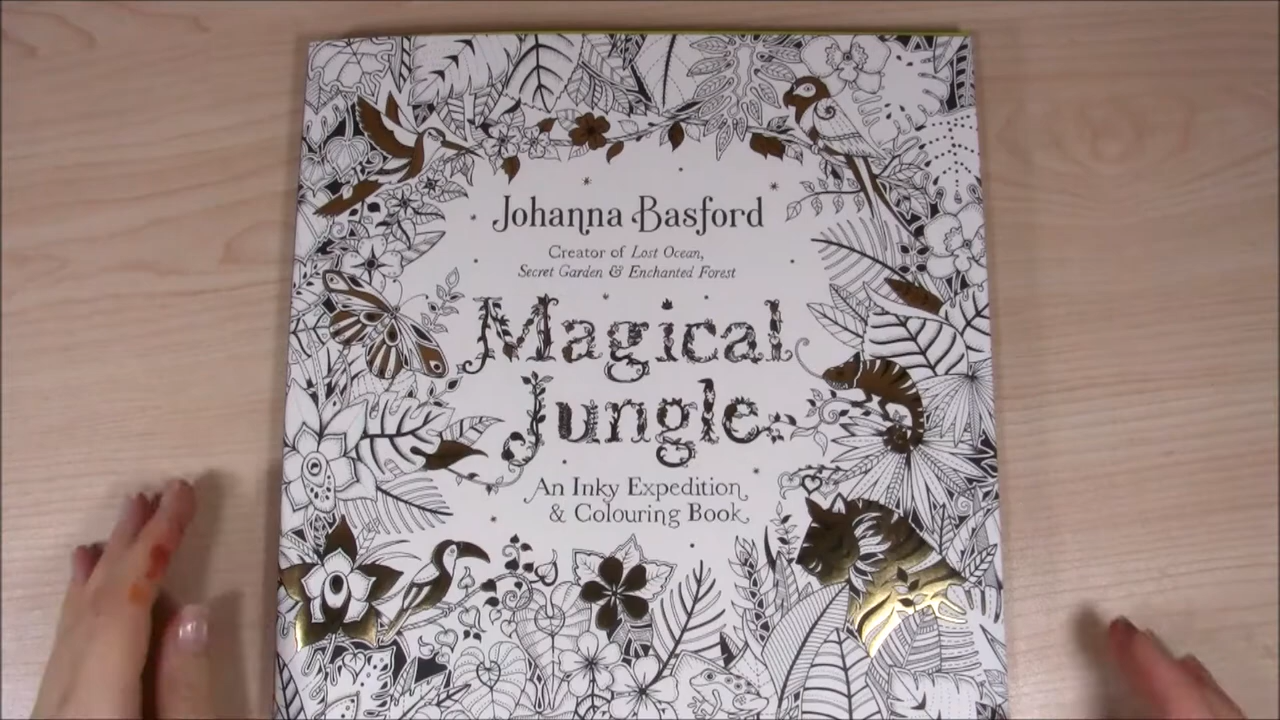 Johanna Basford
Creator of Lost Ocean,
Secret Garden & Enchanted Forest
Magical
Jungle
An Inky Expedition
& Colouring Book